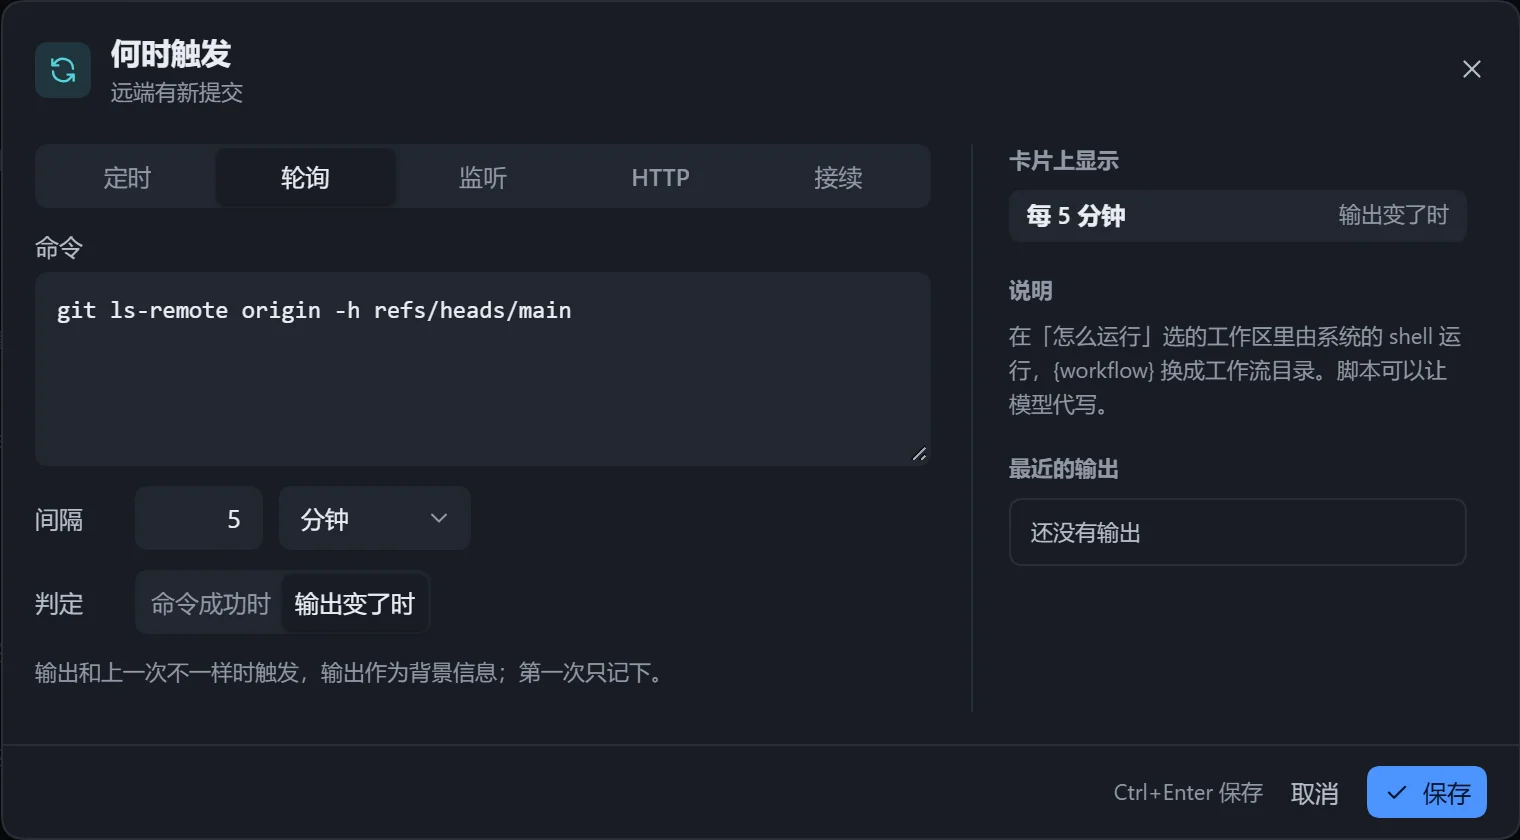 何时触发
远端有新提交
定时
轮询
监听
HTTP
接续
命令
git ls-remote origin -h refs/heads/main
间隔
5
分钟
判定
命令成功时
输出变了时
输出和上一次不一样时触发，输出作为背景信息；第一次只记下。
卡片上显示
每 5 分钟
输出变了时
说明
在「怎么运行」选的工作区里由系统的 shell 运
行，{workflow} 换成工作流目录。脚本可以让
模型代写。
最近的输出
还没有输出
Ctrl+Enter 保存
取消
保存